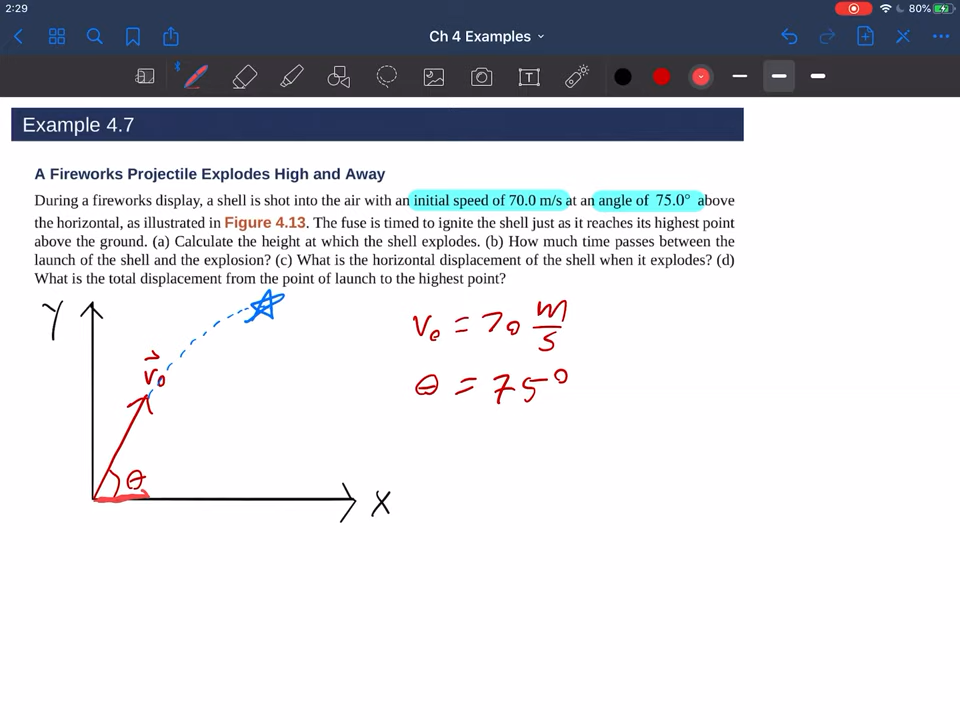 2:29
80%
Ch 4 Examples
T
Example 4.7
A Fireworks Projectile Explodes High and Away
During a fireworks display, a shell is shot into the air with an initial speed of 70.0 m/s at an angle of 75.0° above
the horizontal, as illustrated in Figure 4.13. The fuse is timed to ignite the shell just as it reaches its highest point
above the ground. (a) Calculate the height at which the shell explodes. (b) How much time passes between the
launch of the shell and the explosion? (c) What is the horizontal displacement of the shell when it explodes? (d)
What is the total displacement from the point of launch to the highest point?
Y
v₀ = 70 m/s
v⃗₀
θ = 75°
θ
X